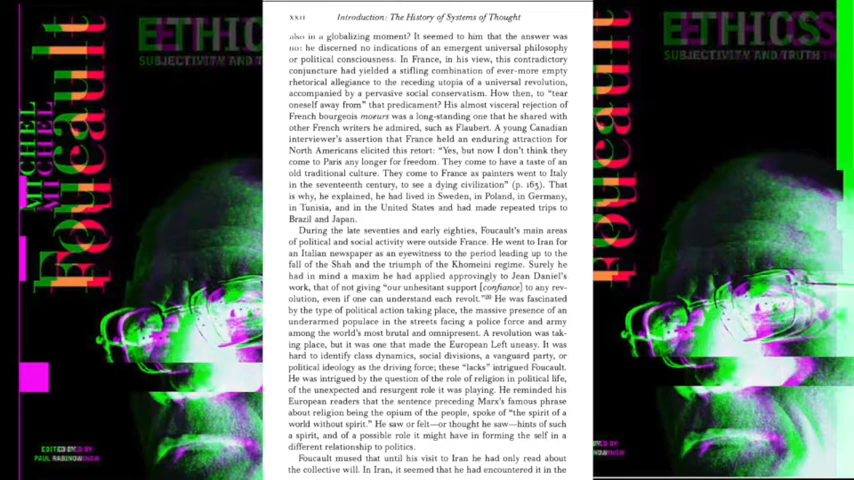 MICHEL
MICHEL
Foucault
ETHICS
SUBJECTIVITY AND T
EDITED BY
PAUL RABINOW
xxii Introduction: The History of Systems of Thought
also in a globalizing moment? It seemed to him that the answer was
no: he discerned no indications of an emergent universal philosophy
or political consciousness. In France, in his view, this contradictory
conjuncture had yielded a stifling combination of ever-more empty
rhetorical allegiance to the receding utopia of a universal revolution,
accompanied by a pervasive social conservatism. How then, to “tear
oneself away from” that predicament? His almost visceral rejection of
French bourgeois moeurs was a long-standing one that he shared with
other French writers he admired, such as Flaubert. A young Canadian
interviewer’s assertion that France held an enduring attraction for
North Americans elicited this retort: “Yes, but now I don’t think they
come to Paris any longer for freedom. They come to have a taste of an
old traditional culture. They come to France as painters went to Italy
in the seventeenth century, to see a dying civilization” (p. 163). That
is why, he explained, he had lived in Sweden, in Poland, in Germany,
in Tunisia, and in the United States and had made repeated trips to
Brazil and Japan.
During the late seventies and early eighties, Foucault’s main areas
of political and social activity were outside France. He went to Iran for
an Italian newspaper as an eyewitness to the period leading up to the
fall of the Shah and the triumph of the Khomeini regime. Surely he
had in mind a maxim he had applied approvingly to Jean Daniel’s
work, that of not giving “our unhesitant support [confiance] to any rev-
olution, even if one can understand each revolt.”²⁰ He was fascinated
by the type of political action taking place, the massive presence of an
underarmed populace in the streets facing a police force and army
among the world’s most brutal and omnipresent. A revolution was tak-
ing place, but it was one that made the European Left uneasy. It was
hard to identify class dynamics, social divisions, a vanguard party, or
political ideology as the driving force; these “lacks” intrigued Foucault.
He was intrigued by the question of the role of religion in political life,
of the unexpected and resurgent role it was playing. He reminded his
European readers that the sentence preceding Marx’s famous phrase
about religion being the opium of the people, spoke of “the spirit of a
world without spirit.” He saw or felt—or thought he saw—hints of such
a spirit, and of a possible role it might have in forming the self in a
different relationship to politics.
Foucault mused that until his visit to Iran he had only read about
the collective will. In Iran, it seemed that he had encountered it in the
Foucault
ETHICS
SUBJECTIVITY AND TRUTH